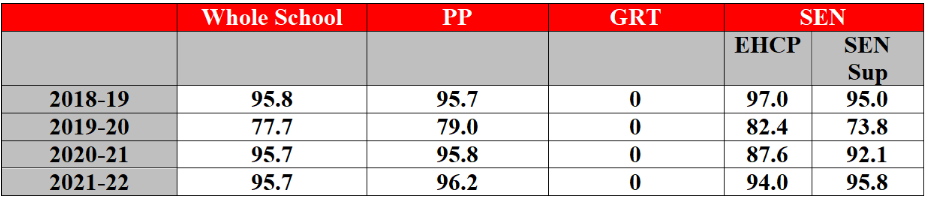 Whole School PP GRT SEN
EHCP SEN
Sup
2018-19 95.8 95.7 0 97.0 95.0
2019-20 77.7 79.0 0 82.4 73.8
2020-21 95.7 95.8 0 87.6 92.1
2021-22 95.7 96.2 0 94.0 95.8